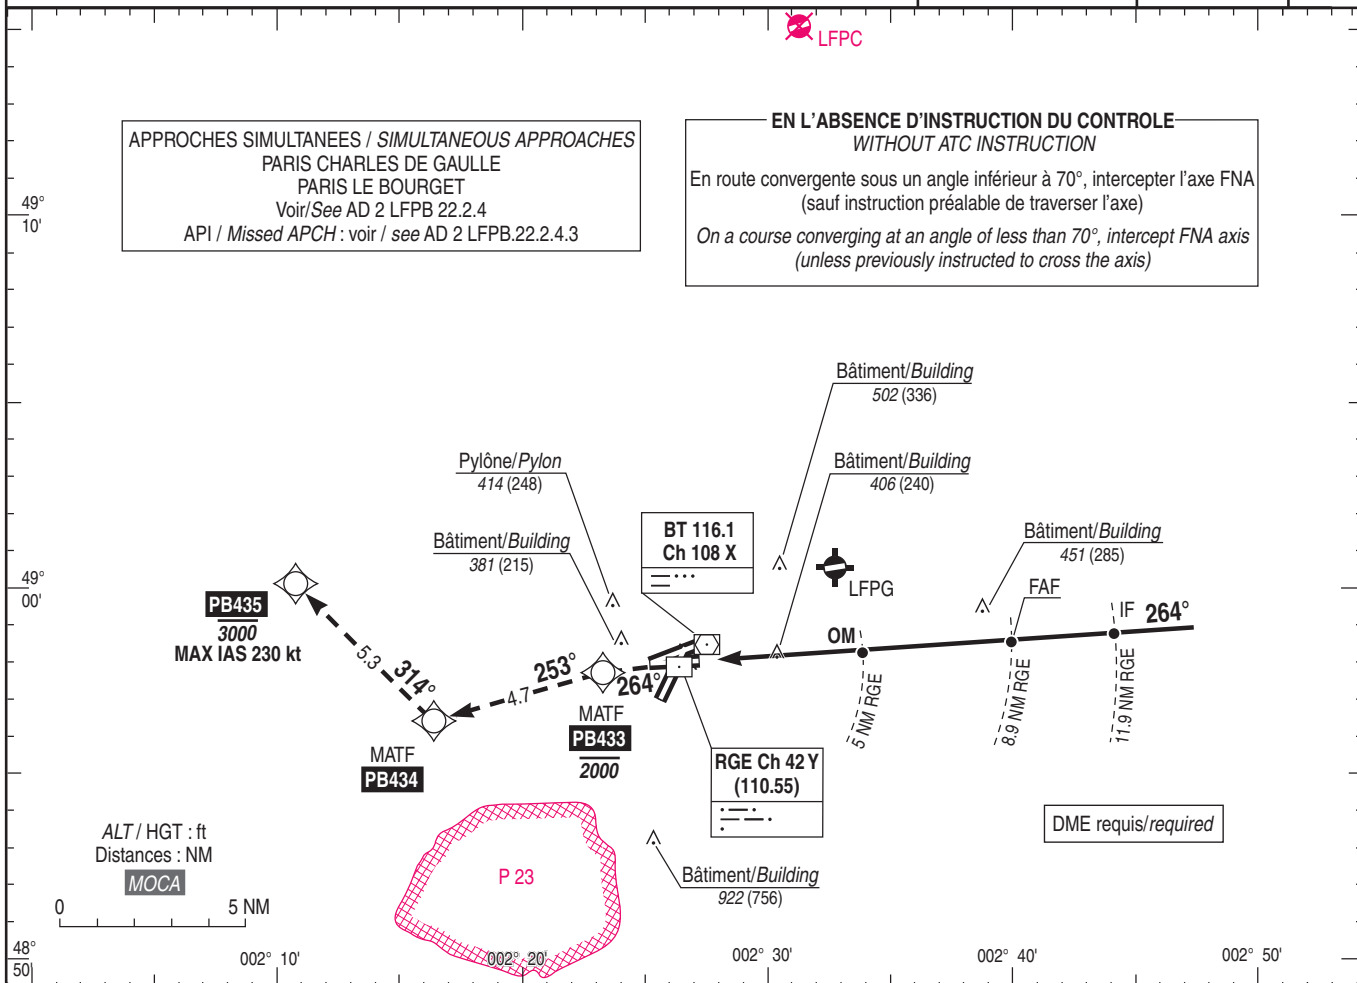 LFPC
APPROCHES SIMULTANEES / SIMULTANEOUS APPROACHES
PARIS CHARLES DE GAULLE
PARIS LE BOURGET
Voir/See AD 2 LFPB 22.2.4
API / Missed APCH : voir / see AD 2 LFPB.22.2.4.3
EN L'ABSENCE D'INSTRUCTION DU CONTROLE
WITHOUT ATC INSTRUCTION
En route convergente sous un angle inférieur à 70°, intercepter l'axe FNA
(sauf instruction préalable de traverser l'axe)
On a course converging at an angle of less than 70°, intercept FNA axis
(unless previously instructed to cross the axis)
49°
10'
Bâtiment/Building
502 (336)
Pylône/Pylon
414 (248)
Bâtiment/Building
406 (240)
BT 116.1
Ch 108 X
Bâtiment/Building
381 (215)
Bâtiment/Building
451 (285)
49°
00'
LFPG
FAF
PB435
3000
MAX IAS 230 kt
OM
IF
264°
5.3
314°
253°
4.7
264°
5 NM RGE
8.9 NM RGE
11.9 NM RGE
MATF
PB433
2000
MATF
PB434
RGE Ch 42 Y
(110.55)
DME requis/required
ALT / HGT : ft
Distances : NM
MOCA
0 5 NM
P 23
Bâtiment/Building
922 (756)
48°
50'
002° 10'
002° 20'
002° 30'
002° 40'
002° 50'